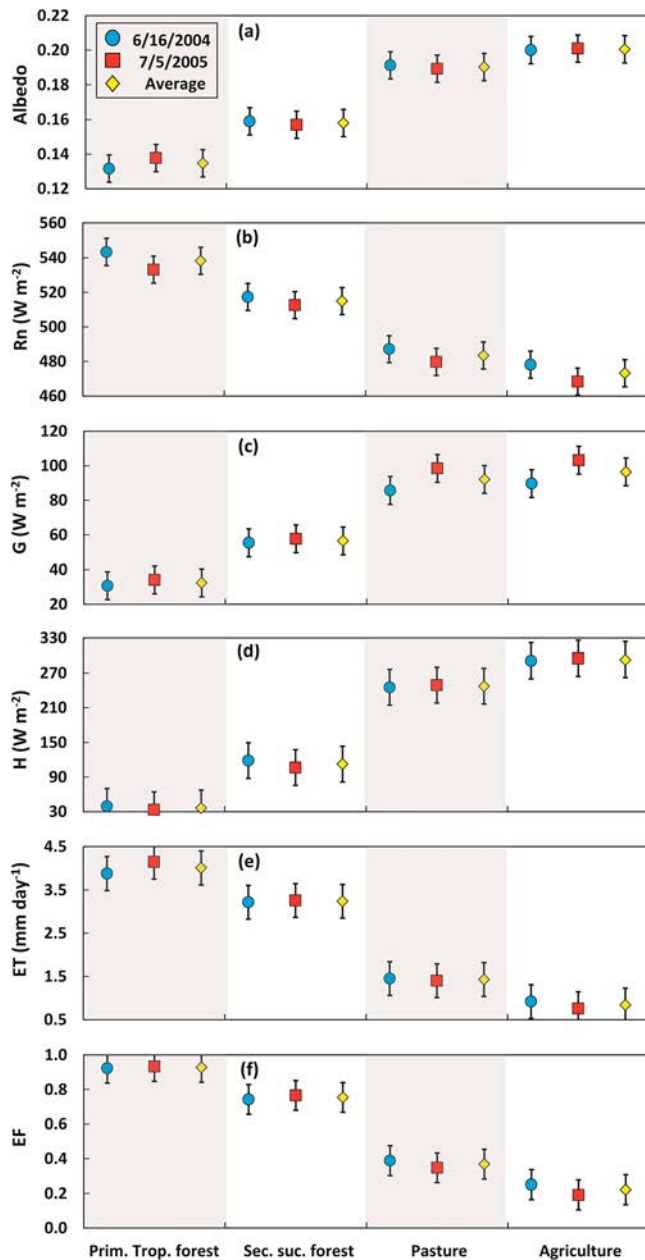 (a)
6/16/2004
7/5/2005
Average
Albedo
0.22
0.20
0.18
0.16
0.14
0.12
(b)
Rn (W m⁻²)
560
540
520
500
480
460
(c)
G (W m⁻²)
120
100
80
60
40
20
(d)
H (W m⁻²)
330
270
210
150
90
30
(e)
ET (mm day⁻¹)
4.5
3.5
2.5
1.5
0.5
(f)
EF
1.0
0.8
0.6
0.4
0.2
0.0
Prim. Trop. forest Sec. suc. forest Pasture Agriculture